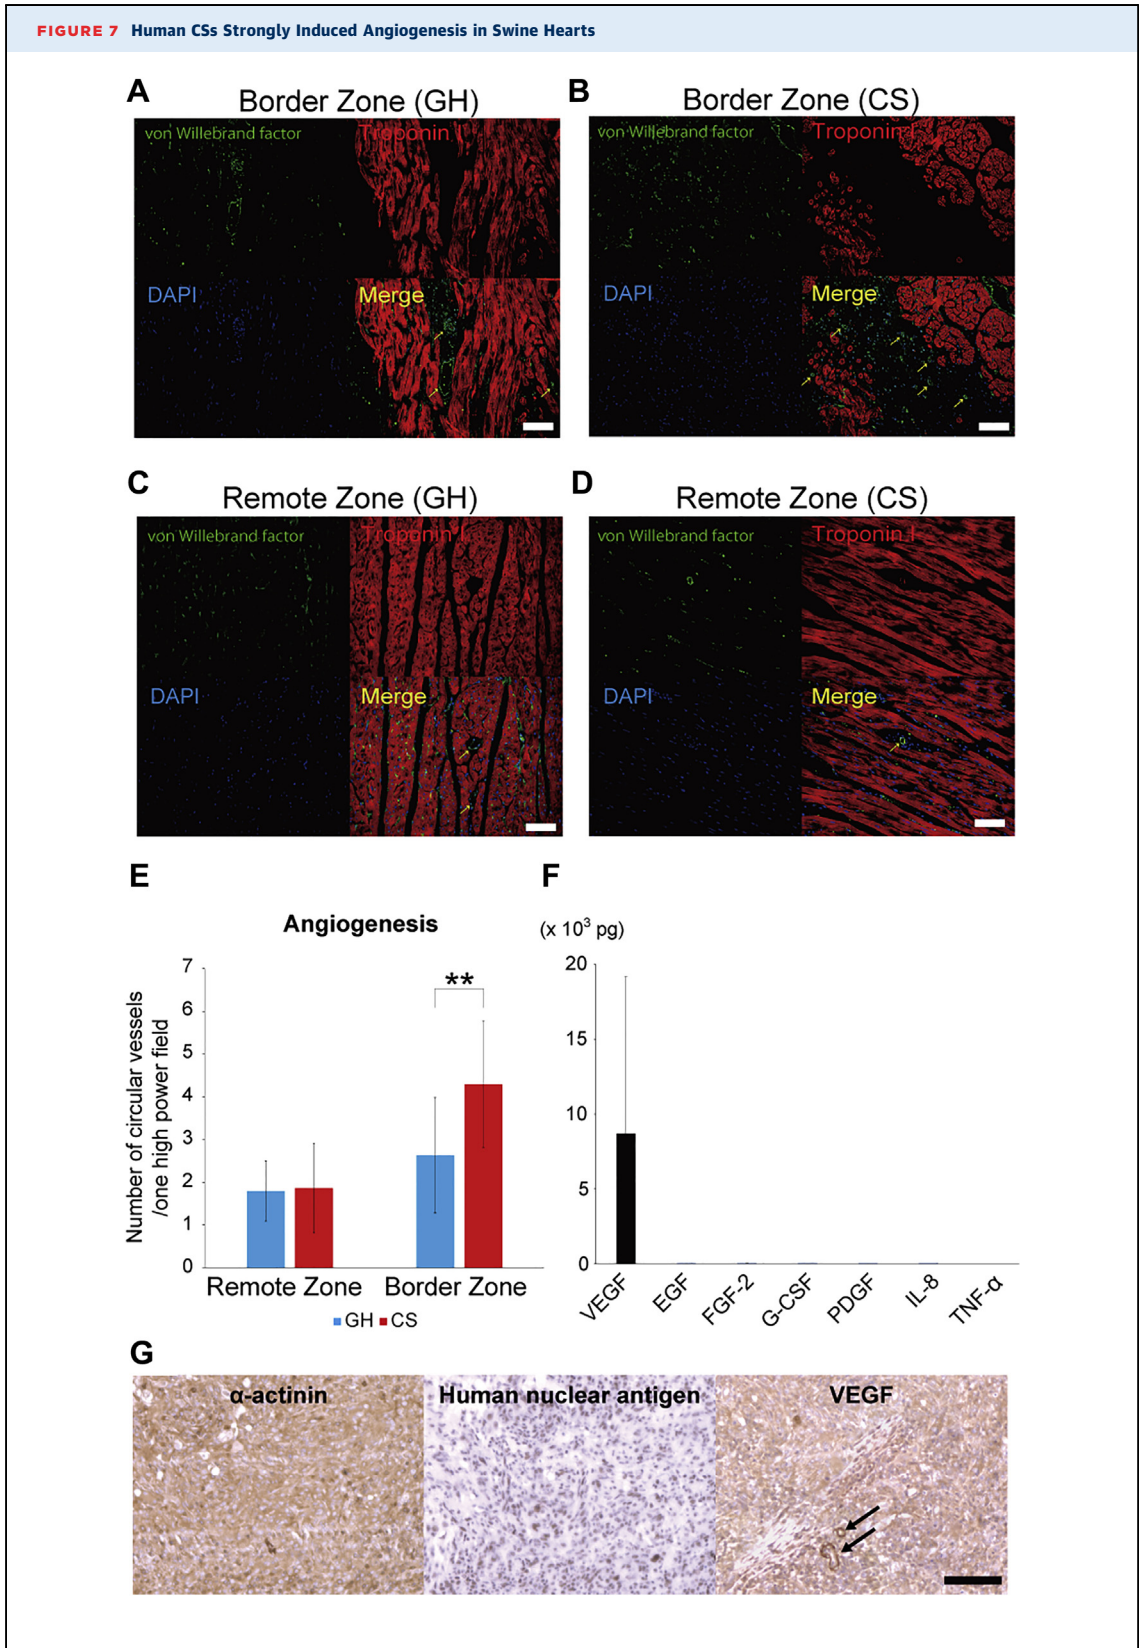 FIGURE 7 Human CSs Strongly Induced Angiogenesis in Swine Hearts
A
Border Zone (GH)
von Willebrand factor
Troponin I
DAPI
Merge
B
Border Zone (CS)
von Willebrand factor
Troponin I
DAPI
Merge
C
Remote Zone (GH)
von Willebrand factor
Troponin I
DAPI
Merge
D
Remote Zone (CS)
von Willebrand factor
Troponin I
DAPI
Merge
E
Angiogenesis
Number of circular vessels
/one high power field
7
6
5
4
3
2
1
0
**
Remote Zone
Border Zone
GH CS
F
(x 10³ pg)
20
15
10
5
0
VEGF
EGF
FGF-2
G-CSF
PDGF
IL-8
TNF-α
G
α-actinin
Human nuclear antigen
VEGF